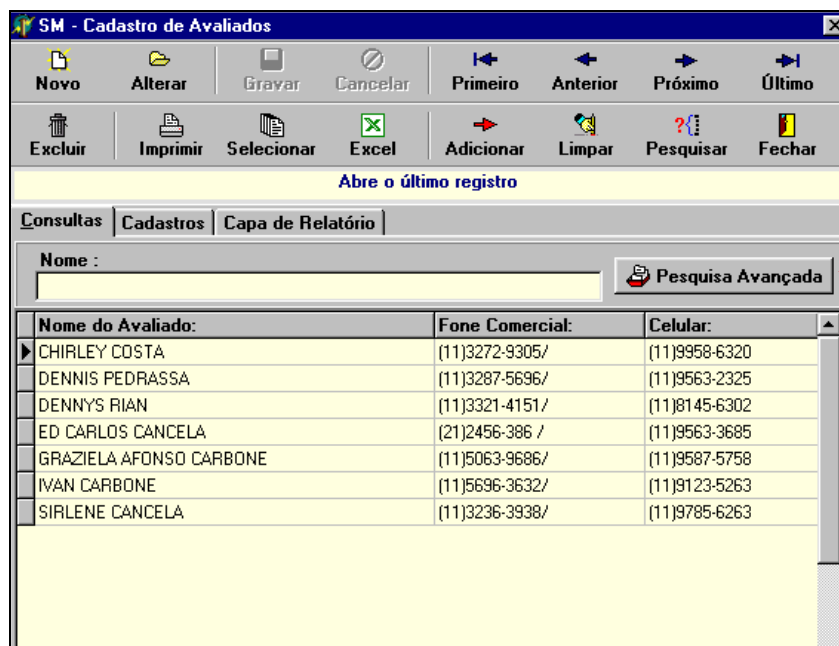 SM - Cadastro de Avaliados
Novo Alterar Gravar Cancelar Primeiro Anterior Próximo Último
Excluir Imprimir Selecionar Excel Adicionar Limpar Pesquisar Fechar
Abre o último registro
Consultas Cadastros Capa de Relatório
Nome :
Pesquisa Avançada
Nome do Avaliado: Fone Comercial: Celular:
CHIRLEY COSTA (11)3272-9305/ (11)9958-6320
DENNIS PEDRASSA (11)3287-5696/ (11)9563-2325
DENNYS RIAN (11)3321-4151/ (11)8145-6302
ED CARLOS CANCELA (21)2456-386 / (11)9563-3685
GRAZIELA AFONSO CARBONE (11)5063-9686/ (11)9587-5758
IVAN CARBONE (11)5696-3632/ (11)9123-5263
SIRLENE CANCELA (11)3236-3938/ (11)9785-6263